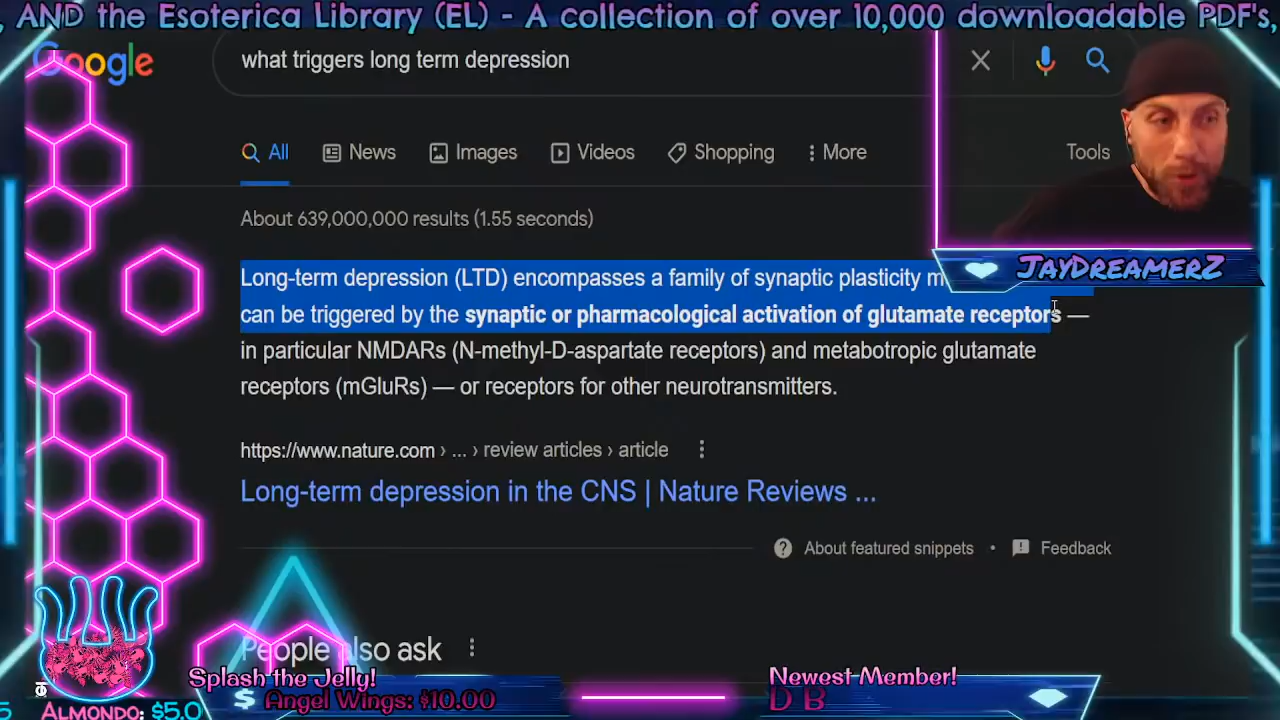 , AND the Esoterica Library (EL) - A collection of over 10,000 downloadable PDF's,
Google
what triggers long term depression
All
News
Images
Videos
Shopping
More
Tools
About 639,000,000 results (1.55 seconds)
Long-term depression (LTD) encompasses a family of synaptic plasticity
JayDreamerZ
can be triggered by the synaptic or pharmacological activation of glutamate receptors —
in particular NMDARs (N-methyl-D-aspartate receptors) and metabotropic glutamate
receptors (mGluRs) — or receptors for other neurotransmitters.
https://www.nature.com › ... › review articles › article
Long-term depression in the CNS | Nature Reviews ...
About featured snippets • Feedback
People also ask
Splash the Jelly!
$ Angel Wings: $10.00
Newest Member!
D B
5 Almondo: $5.0